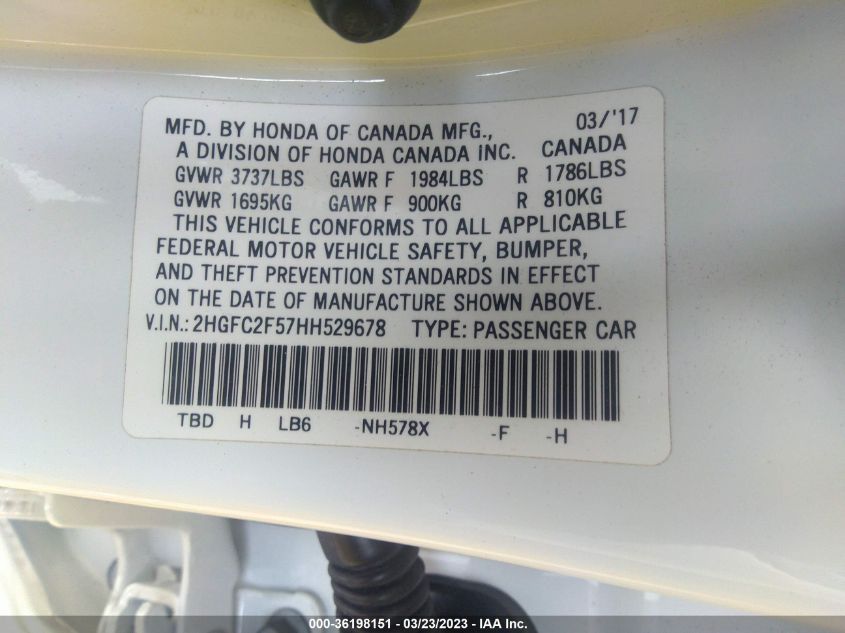 MFD. BY HONDA OF CANADA MFG., 03/'17
A DIVISION OF HONDA CANADA INC. CANADA
GVWR 3737LBS GAWR F 1984LBS R 1786LBS
GVWR 1695KG GAWR F 900KG R 810KG
THIS VEHICLE CONFORMS TO ALL APPLICABLE
FEDERAL MOTOR VEHICLE SAFETY, BUMPER,
AND THEFT PREVENTION STANDARDS IN EFFECT
ON THE DATE OF MANUFACTURE SHOWN ABOVE.
V.I.N.: 2HGFC2F57HH529678 TYPE: PASSENGER CAR
TBD H LB6 -NH578X -F -H
000-36198151 - 03/23/2023 - IAA Inc.